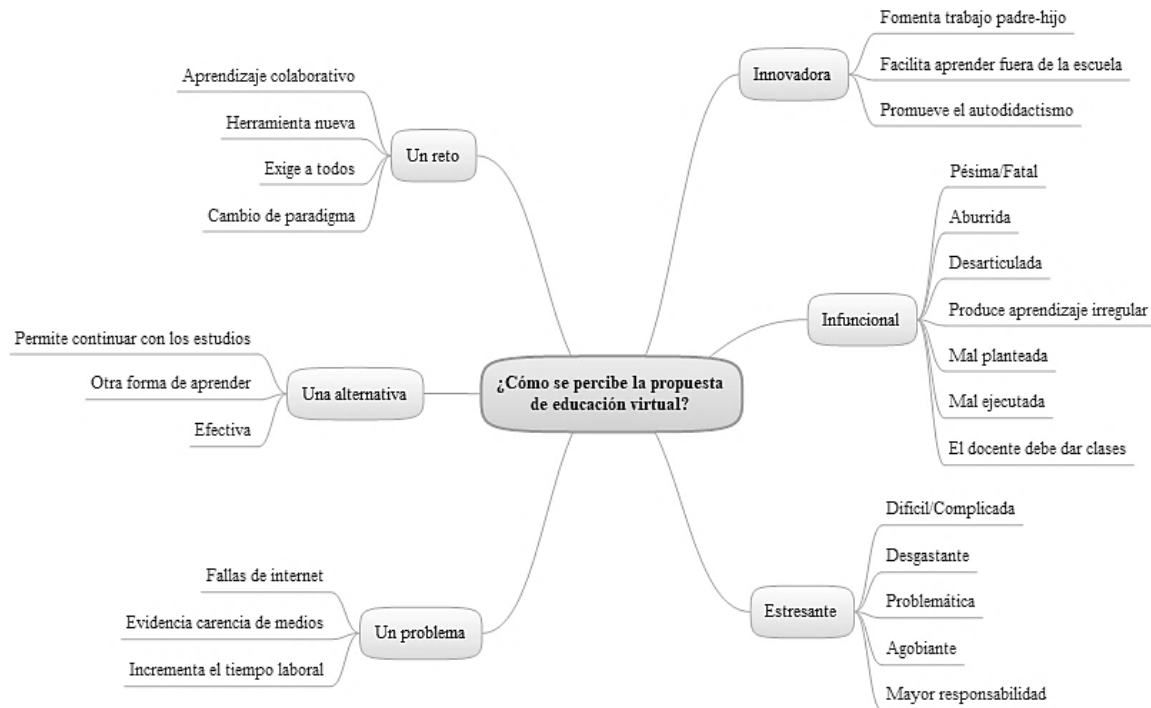 ¿Cómo se percibe la propuesta
de educación virtual?
Un reto
Aprendizaje colaborativo
Herramienta nueva
Exige a todos
Cambio de paradigma
Una alternativa
Permite continuar con los estudios
Otra forma de aprender
Efectiva
Un problema
Fallas de internet
Evidencia carencia de medios
Incrementa el tiempo laboral
Innovadora
Fomenta trabajo padre-hijo
Facilita aprender fuera de la escuela
Promueve el autodidactismo
Infuncional
Pésima/Fatal
Aburrida
Desarticulada
Produce aprendizaje irregular
Mal planteada
Mal ejecutada
El docente debe dar clases
Estresante
Dificil/Complicada
Desgastante
Problemática
Agobiante
Mayor responsabilidad